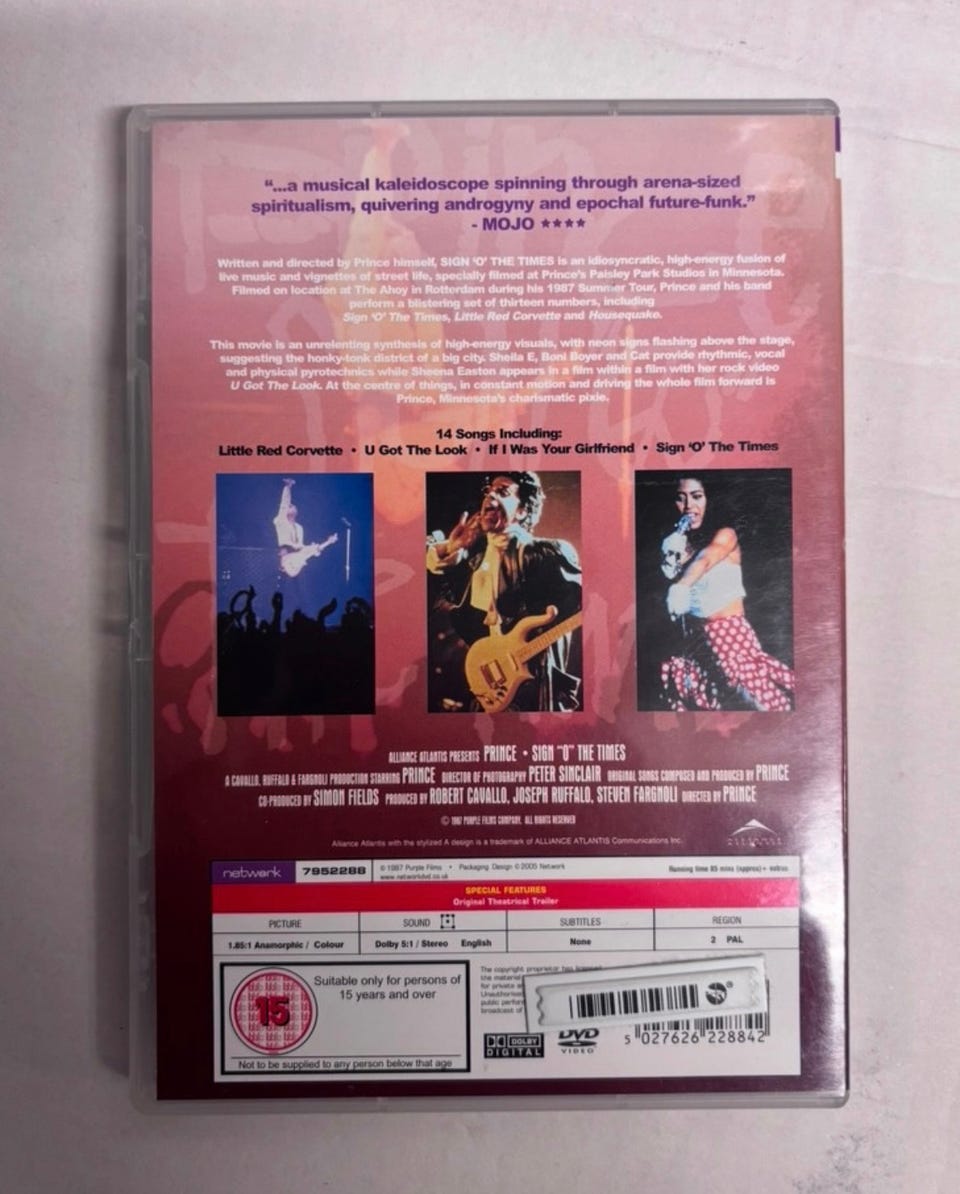 “...a musical kaleidoscope spinning through arena-sized
spiritualism, quivering androgyny and epochal future-funk.”
- MOJO ★★★★
Written and directed by Prince himself, SIGN ‘O’ THE TIMES is an idiosyncratic, high-energy fusion of
live music and vignettes of street life, specially filmed at Prince’s Paisley Park Studios in Minnesota.
Filmed on location at The Ahoy in Rotterdam during his 1987 Summer Tour, Prince and his band
perform a blistering set of thirteen numbers, including
Sign ‘O’ The Times, Little Red Corvette and Housequake.
This movie is an unrelenting synthesis of high-energy visuals, with neon signs flashing above the stage,
suggesting the honky-tonk district of a big city. Sheila E, Boni Boyer and Cat provide rhythmic, vocal
and physical pyrotechnics while Sheena Easton appears in a film within a film with her rock video
U Got The Look. At the centre of things, in constant motion and driving the whole film forward is
Prince, Minnesota’s charismatic pixie.
14 Songs Including:
Little Red Corvette • U Got The Look • If I Was Your Girlfriend • Sign ‘O’ The Times
ALLIANCE ATLANTIS PRESENTS PRINCE • SIGN “O” THE TIMES
A CAVALLO, RUFFALO & FARGNOLI PRODUCTION STARRING PRINCE DIRECTOR OF PHOTOGRAPHY PETER SINCLAIR ORIGINAL SONGS COMPOSED AND PRODUCED BY PRINCE
CO-PRODUCED BY SIMON FIELDS PRODUCED BY ROBERT CAVALLO, JOSEPH RUFFALO, STEVEN FARGNOLI DIRECTED BY PRINCE
© 1987 PURPLE FILMS COMPANY. ALL RIGHTS RESERVED
Alliance Atlantis with the stylized A design is a trademark of ALLIANCE ATLANTIS Communications Inc.
network 7952288 © 1987 Purple Films • Packaging Design © 2005 Network
www.networkdvd.co.uk
Running time 85 mins (approx) + extras
SPECIAL FEATURES
Original Theatrical Trailer
PICTURE SOUND SUBTITLES REGION
1.85:1 Anamorphic / Colour Dolby 5:1 / Stereo English None 2 PAL
15
Suitable only for persons of
15 years and over
Not to be supplied to any person below that age
The copyright proprietor has licensed
the material
for private
Unauthorised
public
broadcast of
DOLBY
DIGITAL
DVD
VIDEO
5 027626 228842